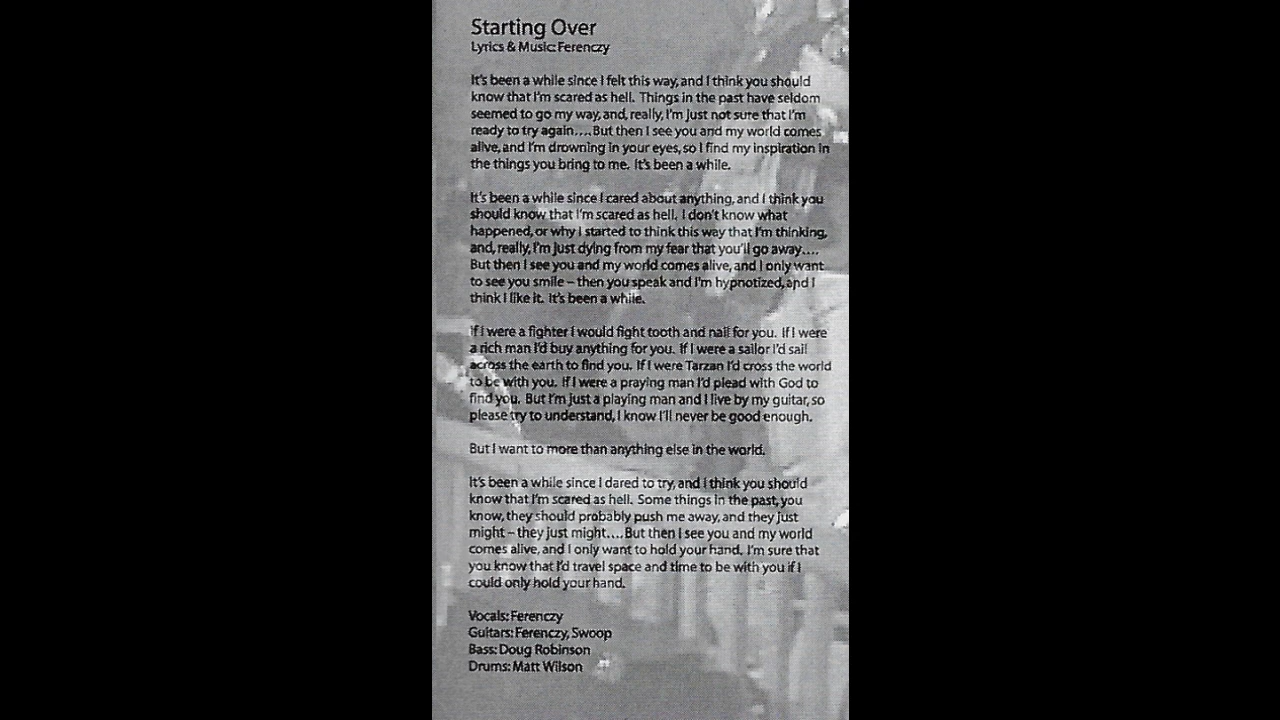 Starting Over
Lyrics & Music: Ferenczy
It's been a while since I felt this way, and I think you should
know that I'm scared as hell. Things in the past have seldom
seemed to go my way, and, really, I'm just not sure that I'm
ready to try again.... But then I see you and my world comes
alive, and I'm drowning in your eyes, so I find my inspiration in
the things you bring to me. It's been a while.
It's been a while since I cared about anything, and I think you
should know that I'm scared as hell. I don't know what
happened, or why I started to think this way that I'm thinking,
and, really, I'm just dying from my fear that you'll go away....
But then I see you and my world comes alive, and I only want
to see you smile – then you speak and I'm hypnotized, and I
think I like it. It's been a while.
If I were a fighter I would fight tooth and nail for you. If I were
a rich man I'd buy anything for you. If I were a sailor I'd sail
across the earth to find you. If I were Tarzan I'd cross the world
to be with you. If I were a praying man I'd plead with God to
find you. But I'm just a playing man and I live by my guitar, so
please try to understand, I know I'll never be good enough.
But I want to more than anything else in the world.
It's been a while since I dared to try, and I think you should
know that I'm scared as hell. Some things in the past, you
know, they should probably push me away, and they just
might – they just might.... But then I see you and my world
comes alive, and I only want to hold your hand. I'm sure that
you know that I'd travel space and time to be with you if I
could only hold your hand.
Vocals: Ferenczy
Guitars: Ferenczy, Swoop
Bass: Doug Robinson
Drums: Matt Wilson